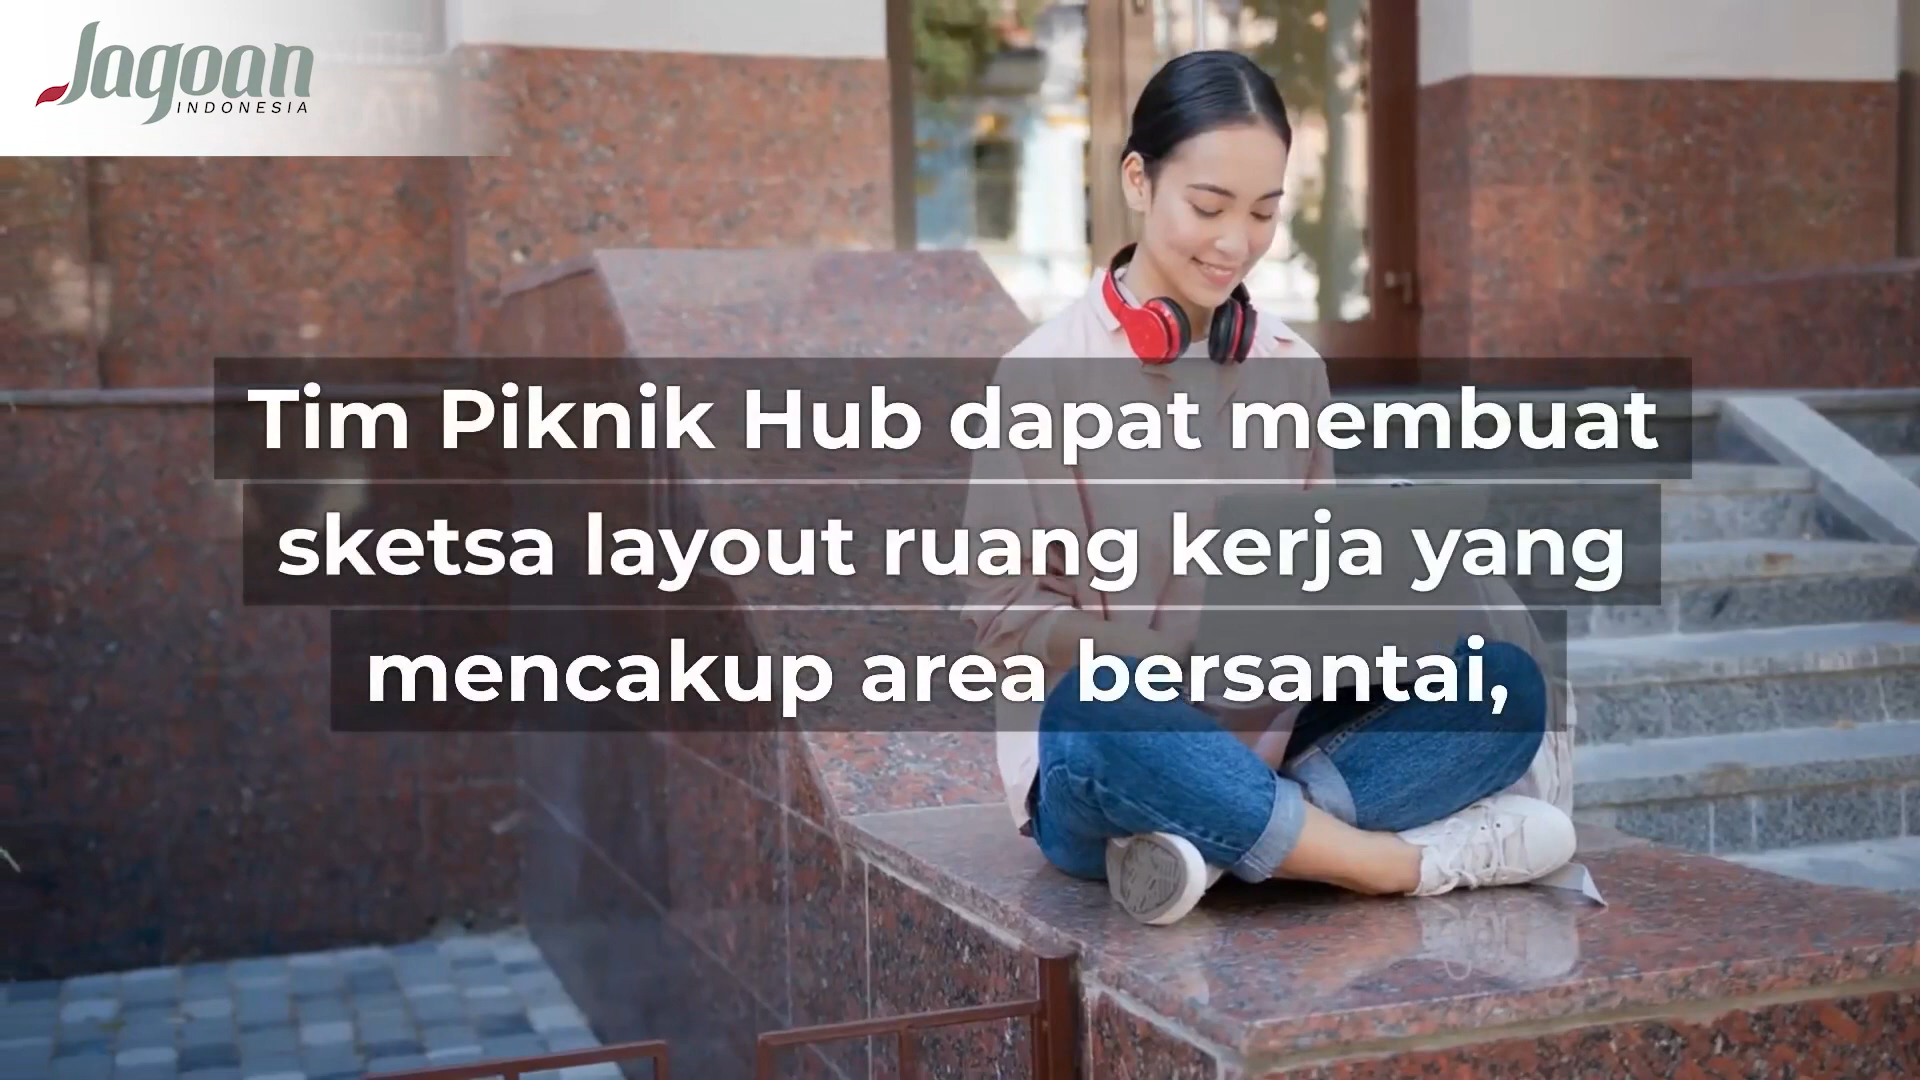 Jagoan
INDONESIA
Tim Piknik Hub dapat membuat
sketsa layout ruang kerja yang
mencakup area bersantai,